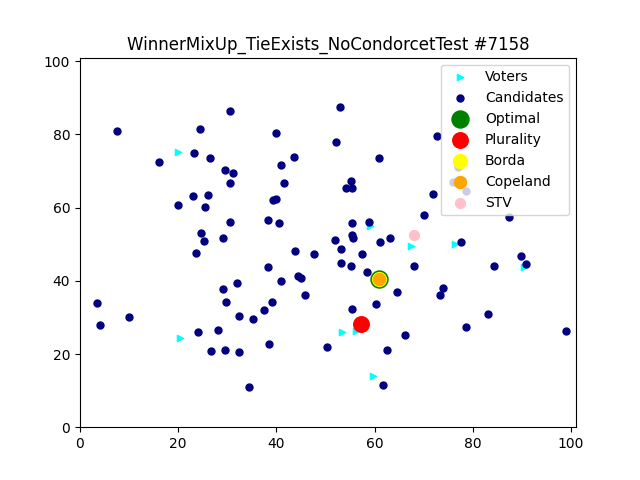 WinnerMixUp_TieExists_NoCondorcetTest #7158
100
80
60
40
20
0
0
20
40
60
80
100
Voters
Candidates
Optimal
Plurality
Borda
Copeland
STV